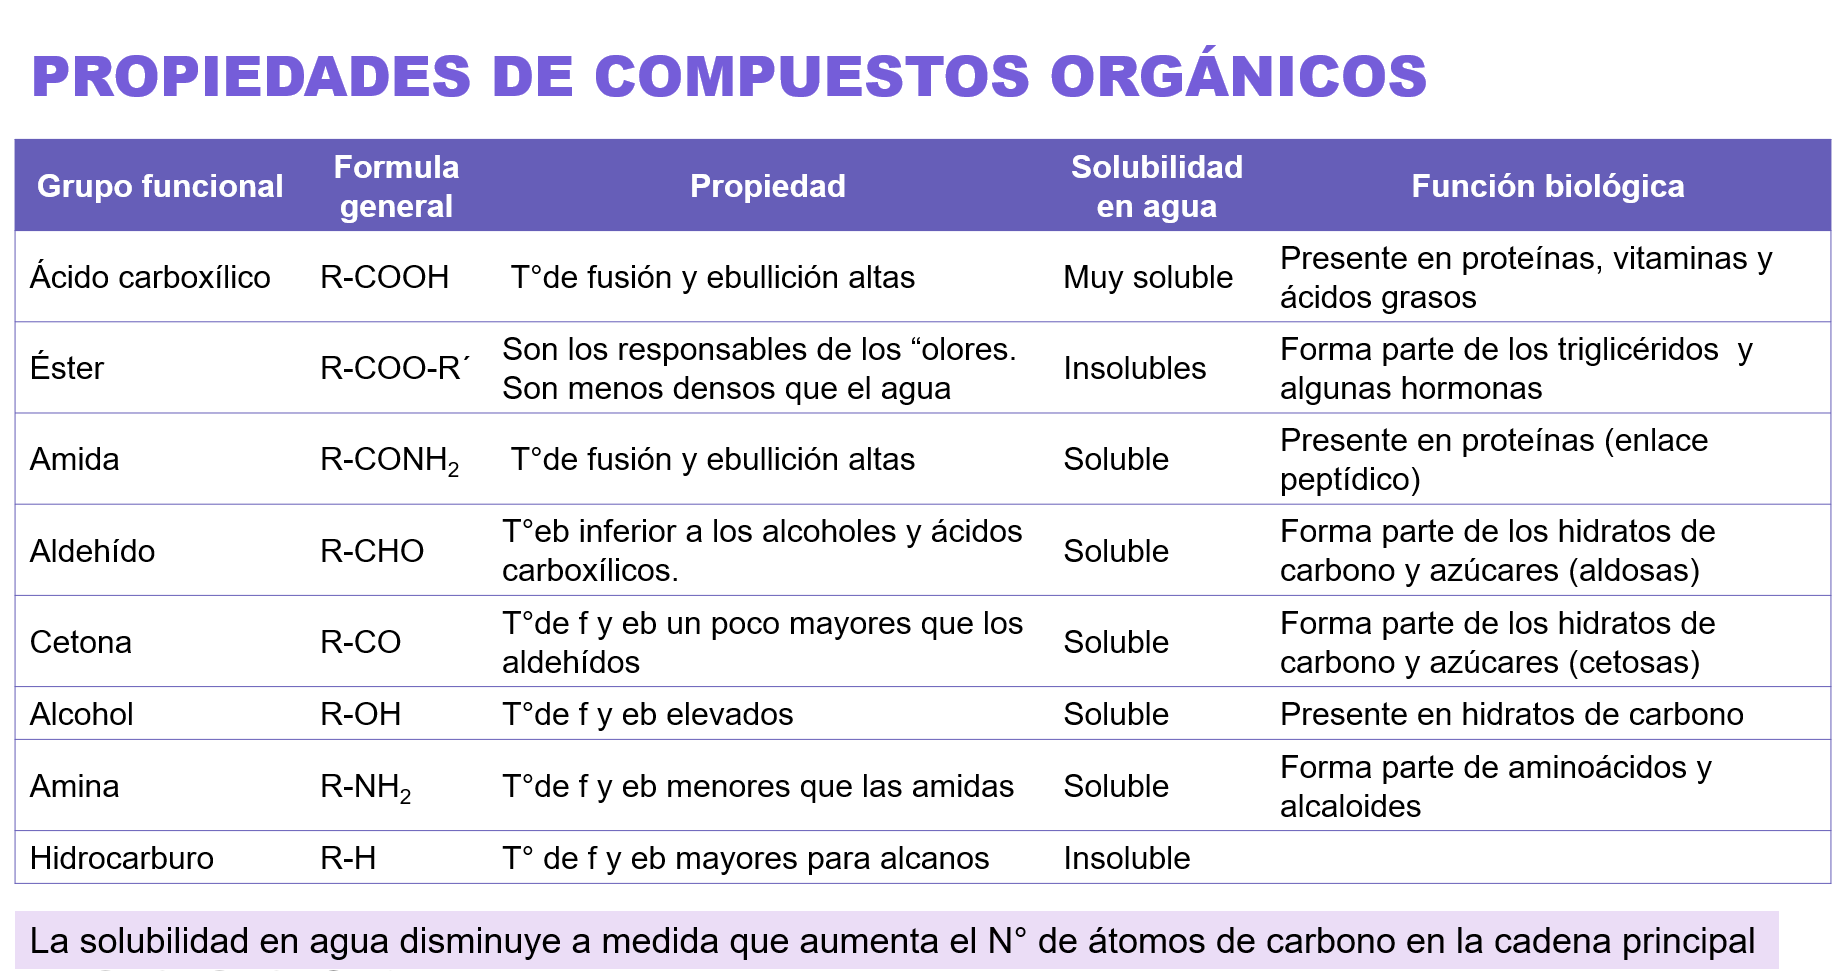 PROPIEDADES DE COMPUESTOS ORGÁNICOS
Grupo funcional Formula general Propiedad Solubilidad en agua Función biológica
Ácido carboxílico R-COOH T°de fusión y ebullición altas Muy soluble Presente en proteínas, vitaminas y ácidos grasos
Éster R-COO-R´ Son los responsables de los “olores. Son menos densos que el agua Insolubles Forma parte de los triglicéridos y algunas hormonas
Amida R-CONH₂ T°de fusión y ebullición altas Soluble Presente en proteínas (enlace peptídico)
Aldehído R-CHO T°eb inferior a los alcoholes y ácidos carboxílicos. Soluble Forma parte de los hidratos de carbono y azúcares (aldosas)
Cetona R-CO T°de f y eb un poco mayores que los aldehídos Soluble Forma parte de los hidratos de carbono y azúcares (cetosas)
Alcohol R-OH T°de f y eb elevados Soluble Presente en hidratos de carbono
Amina R-NH₂ T°de f y eb menores que las amidas Soluble Forma parte de aminoácidos y alcaloides
Hidrocarburo R-H T° de f y eb mayores para alcanos Insoluble
La solubilidad en agua disminuye a medida que aumenta el N° de átomos de carbono en la cadena principal